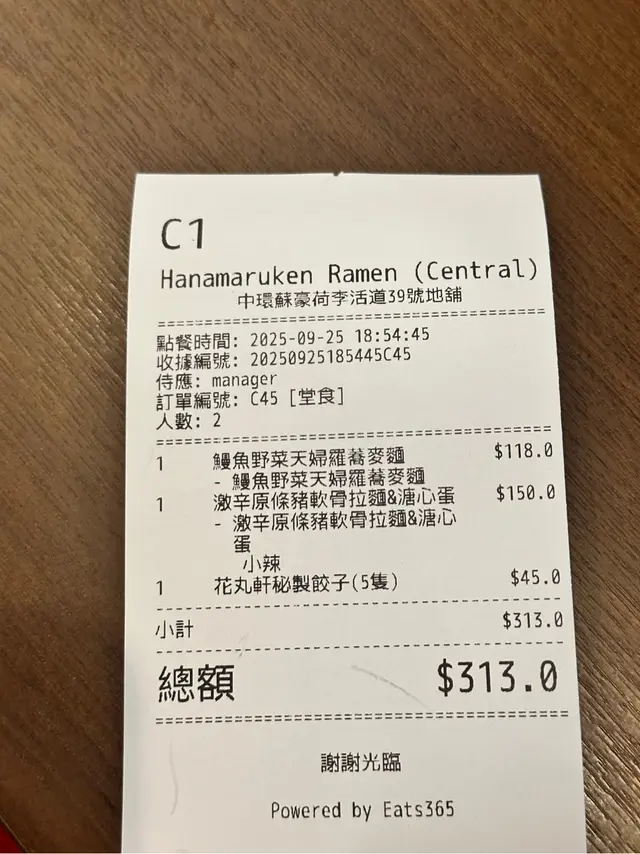 C1
Hanamaruken Ramen (Central)
中環蘇豪荷李活道39號地舖
================================================
點餐時間: 2025-09-25 18:54:45
收據編號: 20250925185445C45
侍應: manager
訂單編號: C45 [堂食]
人數: 2
================================================
1 鰻魚野菜天婦羅蕎麥麵 $118.0
- 鰻魚野菜天婦羅蕎麥麵
1 激辛原條豬軟骨拉麵&溏心蛋 $150.0
- 激辛原條豬軟骨拉麵&溏心
蛋
小辣
1 花丸軒秘製餃子(5隻) $45.0
------------------------------------------------
小計 $313.0
------------------------------------------------
總額 $313.0
================================================
謝謝光臨
Powered by Eats365